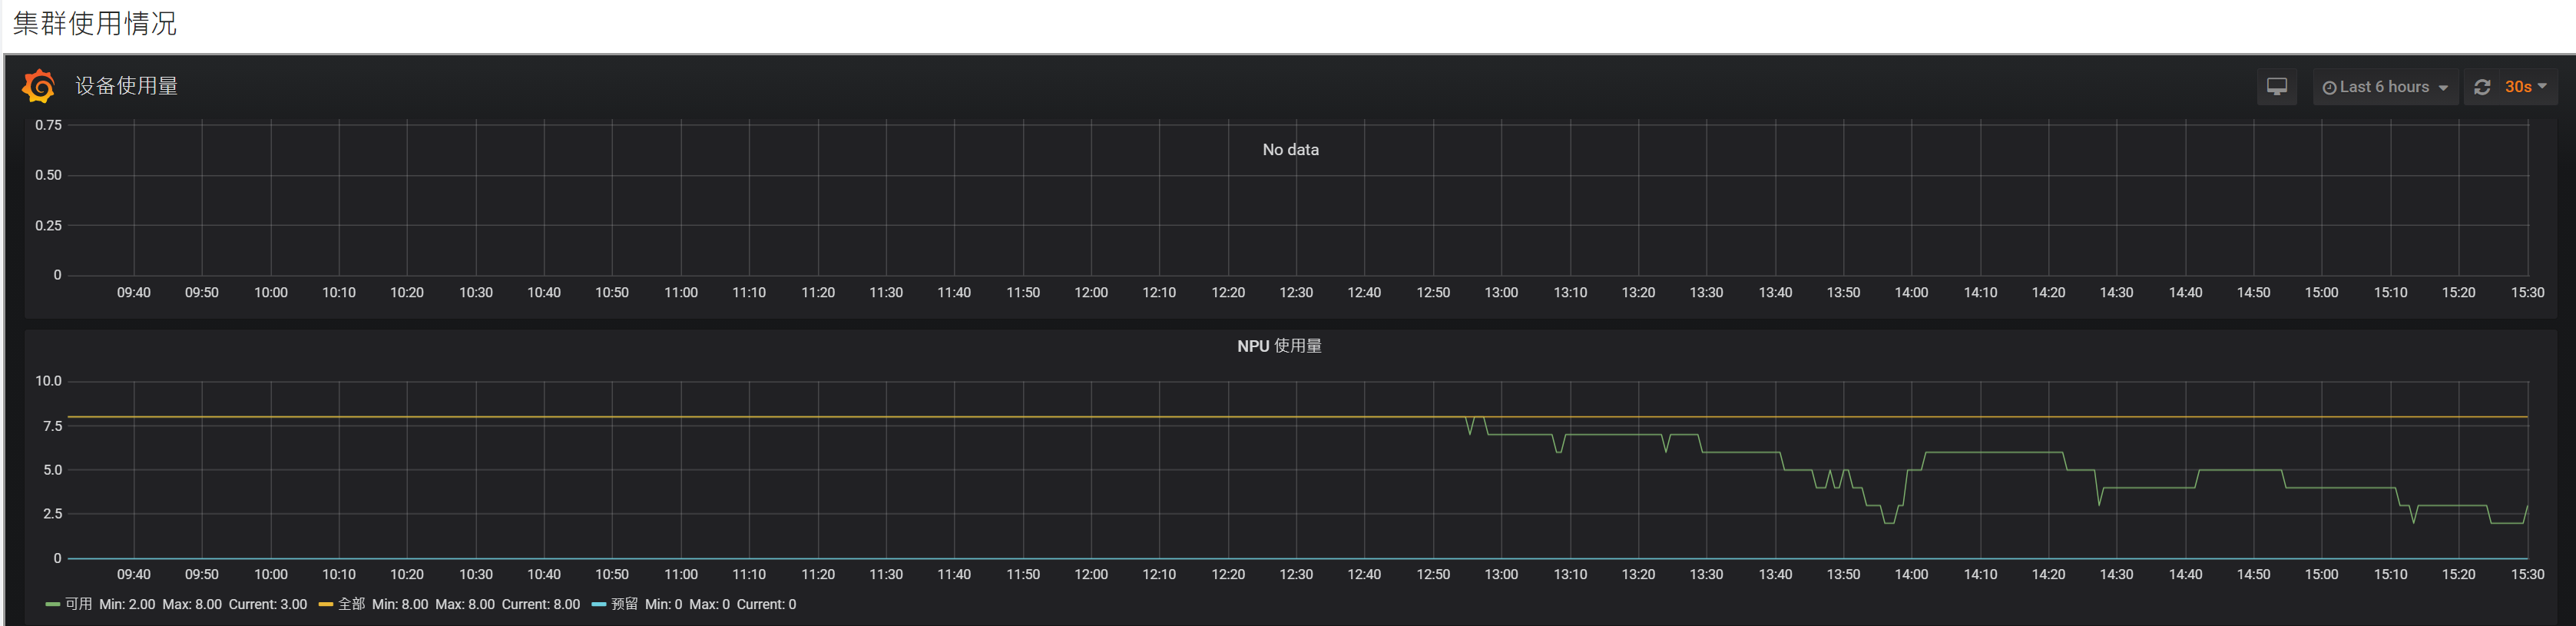 集群使用情况
设备使用量
Last 6 hours
30s
0.75
No data
0.50
0.25
0
09:40 09:50 10:00 10:10 10:20 10:30 10:40 10:50 11:00 11:10 11:20 11:30 11:40 11:50 12:00 12:10 12:20 12:30 12:40 12:50 13:00 13:10 13:20 13:30 13:40 13:50 14:00 14:10 14:20 14:30 14:40 14:50 15:00 15:10 15:20 15:30
NPU 使用量
10.0
7.5
5.0
2.5
0
09:40 09:50 10:00 10:10 10:20 10:30 10:40 10:50 11:00 11:10 11:20 11:30 11:40 11:50 12:00 12:10 12:20 12:30 12:40 12:50 13:00 13:10 13:20 13:30 13:40 13:50 14:00 14:10 14:20 14:30 14:40 14:50 15:00 15:10 15:20 15:30
可用 Min: 2.00 Max: 8.00 Current: 3.00 全部 Min: 8.00 Max: 8.00 Current: 8.00 预留 Min: 0 Max: 0 Current: 0